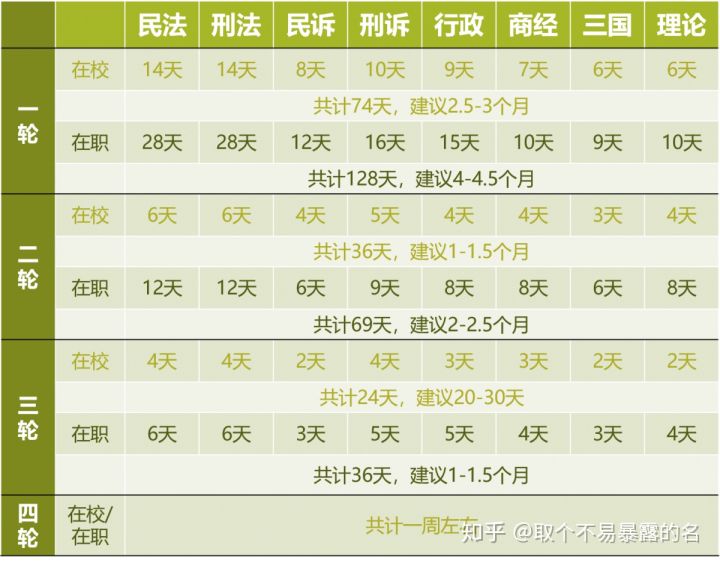 民法 刑法 民诉 刑诉 行政 商经 三国 理论
一轮
在校 14天 14天 8天 10天 9天 7天 6天 6天
共计74天，建议2.5-3个月
在职 28天 28天 12天 16天 15天 10天 9天 10天
共计128天，建议4-4.5个月
二轮
在校 6天 6天 4天 5天 4天 4天 3天 4天
共计36天，建议1-1.5个月
在职 12天 12天 6天 9天 8天 8天 6天 8天
共计69天，建议2-2.5个月
三轮
在校 4天 4天 2天 4天 3天 3天 2天 2天
共计24天，建议20-30天
在职 6天 6天 3天 5天 5天 4天 3天 4天
共计36天，建议1-1.5个月
四轮
在校/在职 共计一周左右
知乎 @取个不易暴露的名